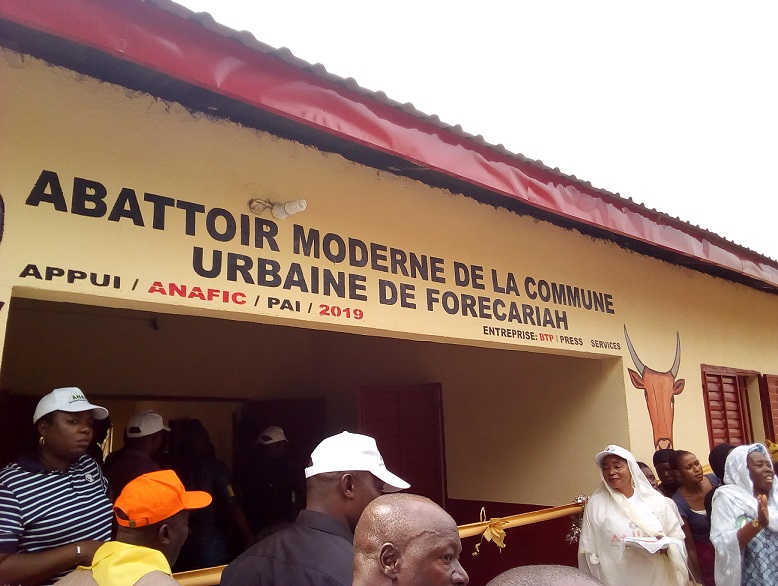 ABATTOIR MODERNE DE LA COMMUNE
URBAINE DE FORECARIAH
APPUI / ANAFIC / PAI / 2019
ENTREPRISE: BTP / PRESS SERVICES